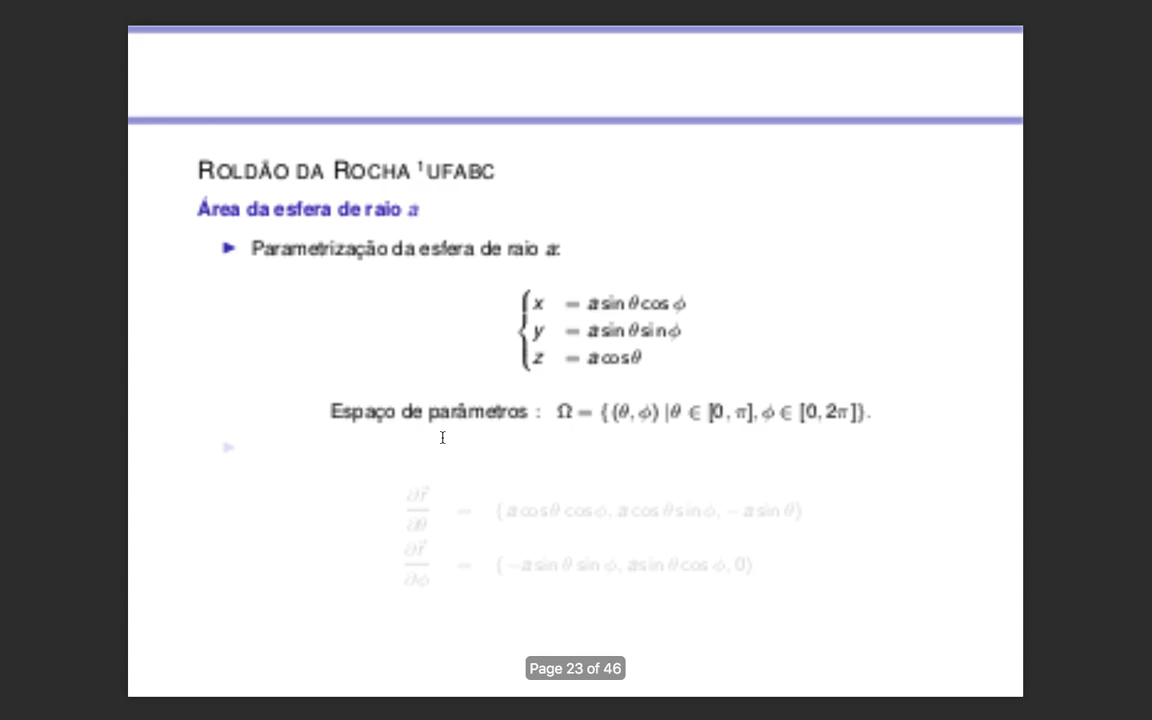 ROLDÃO DA ROCHA ¹UFABC
Área da esfera de raio a
► Parametrização da esfera de raio a:
x = a sin θ cos ϕ
y = a sin θ sin ϕ
z = a cos θ
Espaço de parâmetros : Ω = {(θ, ϕ) | θ ∈ [0, π], ϕ ∈ [0, 2π]}.
►
∂r⃗/∂θ = (a cos θ cos ϕ, a cos θ sin ϕ, −a sin θ)
∂r⃗/∂ϕ = (−a sin θ sin ϕ, a sin θ cos ϕ, 0)
Page 23 of 46